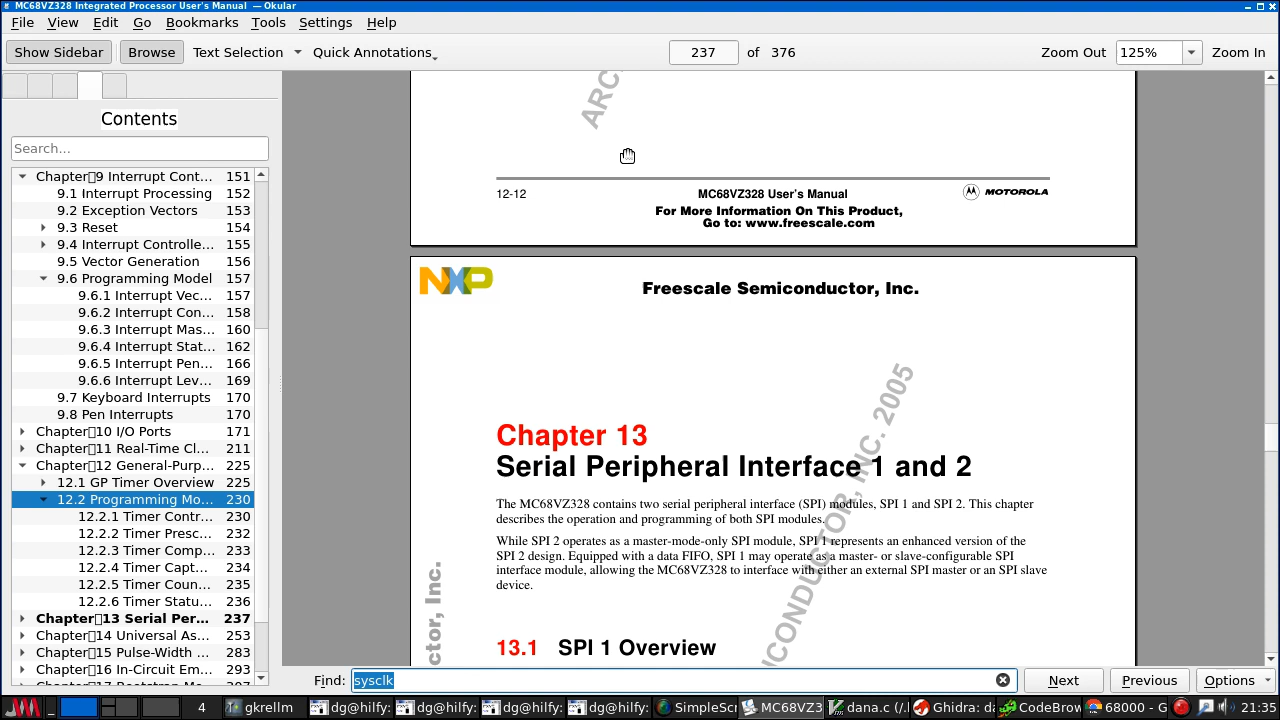 MC68VZ328 Integrated Processor User's Manual — Okular
File View Edit Go Bookmarks Tools Settings Help
Show Sidebar Browse Text Selection Quick Annotations 237 of 376 Zoom Out 125% Zoom In
Contents
Search...
Chapter 9 Interrupt Cont... 151
9.1 Interrupt Processing 152
9.2 Exception Vectors 153
9.3 Reset 154
9.4 Interrupt Controlle... 155
9.5 Vector Generation 156
9.6 Programming Model 157
9.6.1 Interrupt Vec... 157
9.6.2 Interrupt Con... 158
9.6.3 Interrupt Mas... 160
9.6.4 Interrupt Stat... 162
9.6.5 Interrupt Pen... 166
9.6.6 Interrupt Lev... 169
9.7 Keyboard Interrupts 170
9.8 Pen Interrupts 170
Chapter 10 I/O Ports 171
Chapter 11 Real-Time Cl... 211
Chapter 12 General-Purp... 225
12.1 GP Timer Overview 225
12.2 Programming Mo... 230
12.2.1 Timer Contr... 230
12.2.2 Timer Presc... 232
12.2.3 Timer Comp... 233
12.2.4 Timer Capt... 234
12.2.5 Timer Coun... 235
12.2.6 Timer Statu... 236
Chapter 13 Serial Per... 237
Chapter 14 Universal As... 253
Chapter 15 Pulse-Width ... 283
Chapter 16 In-Circuit Em... 293
ARC
12-12 MC68VZ328 User's Manual MOTOROLA
For More Information On This Product,
Go to: www.freescale.com
NXP
Freescale Semiconductor, Inc.
Chapter 13
Serial Peripheral Interface 1 and 2
The MC68VZ328 contains two serial peripheral interface (SPI) modules, SPI 1 and SPI 2. This chapter
describes the operation and programming of both SPI modules.
While SPI 2 operates as a master-mode-only SPI module, SPI 1 represents an enhanced version of the
SPI 2 design. Equipped with a data FIFO, SPI 1 may operate as a master- or slave-configurable SPI
interface module, allowing the MC68VZ328 to interface with either an external SPI master or an SPI slave
device.
13.1 SPI 1 Overview
ctor, Inc.
ICONDUCTOR, INC. 2005
Find: sysclk Next Previous Options
4 gkrellm dg@hilfy: dg@hilfy: dg@hilfy: dg@hilfy: SimpleScr MC68VZ3 dana.c (/. Ghidra: da CodeBrow 68000 - G 21:35